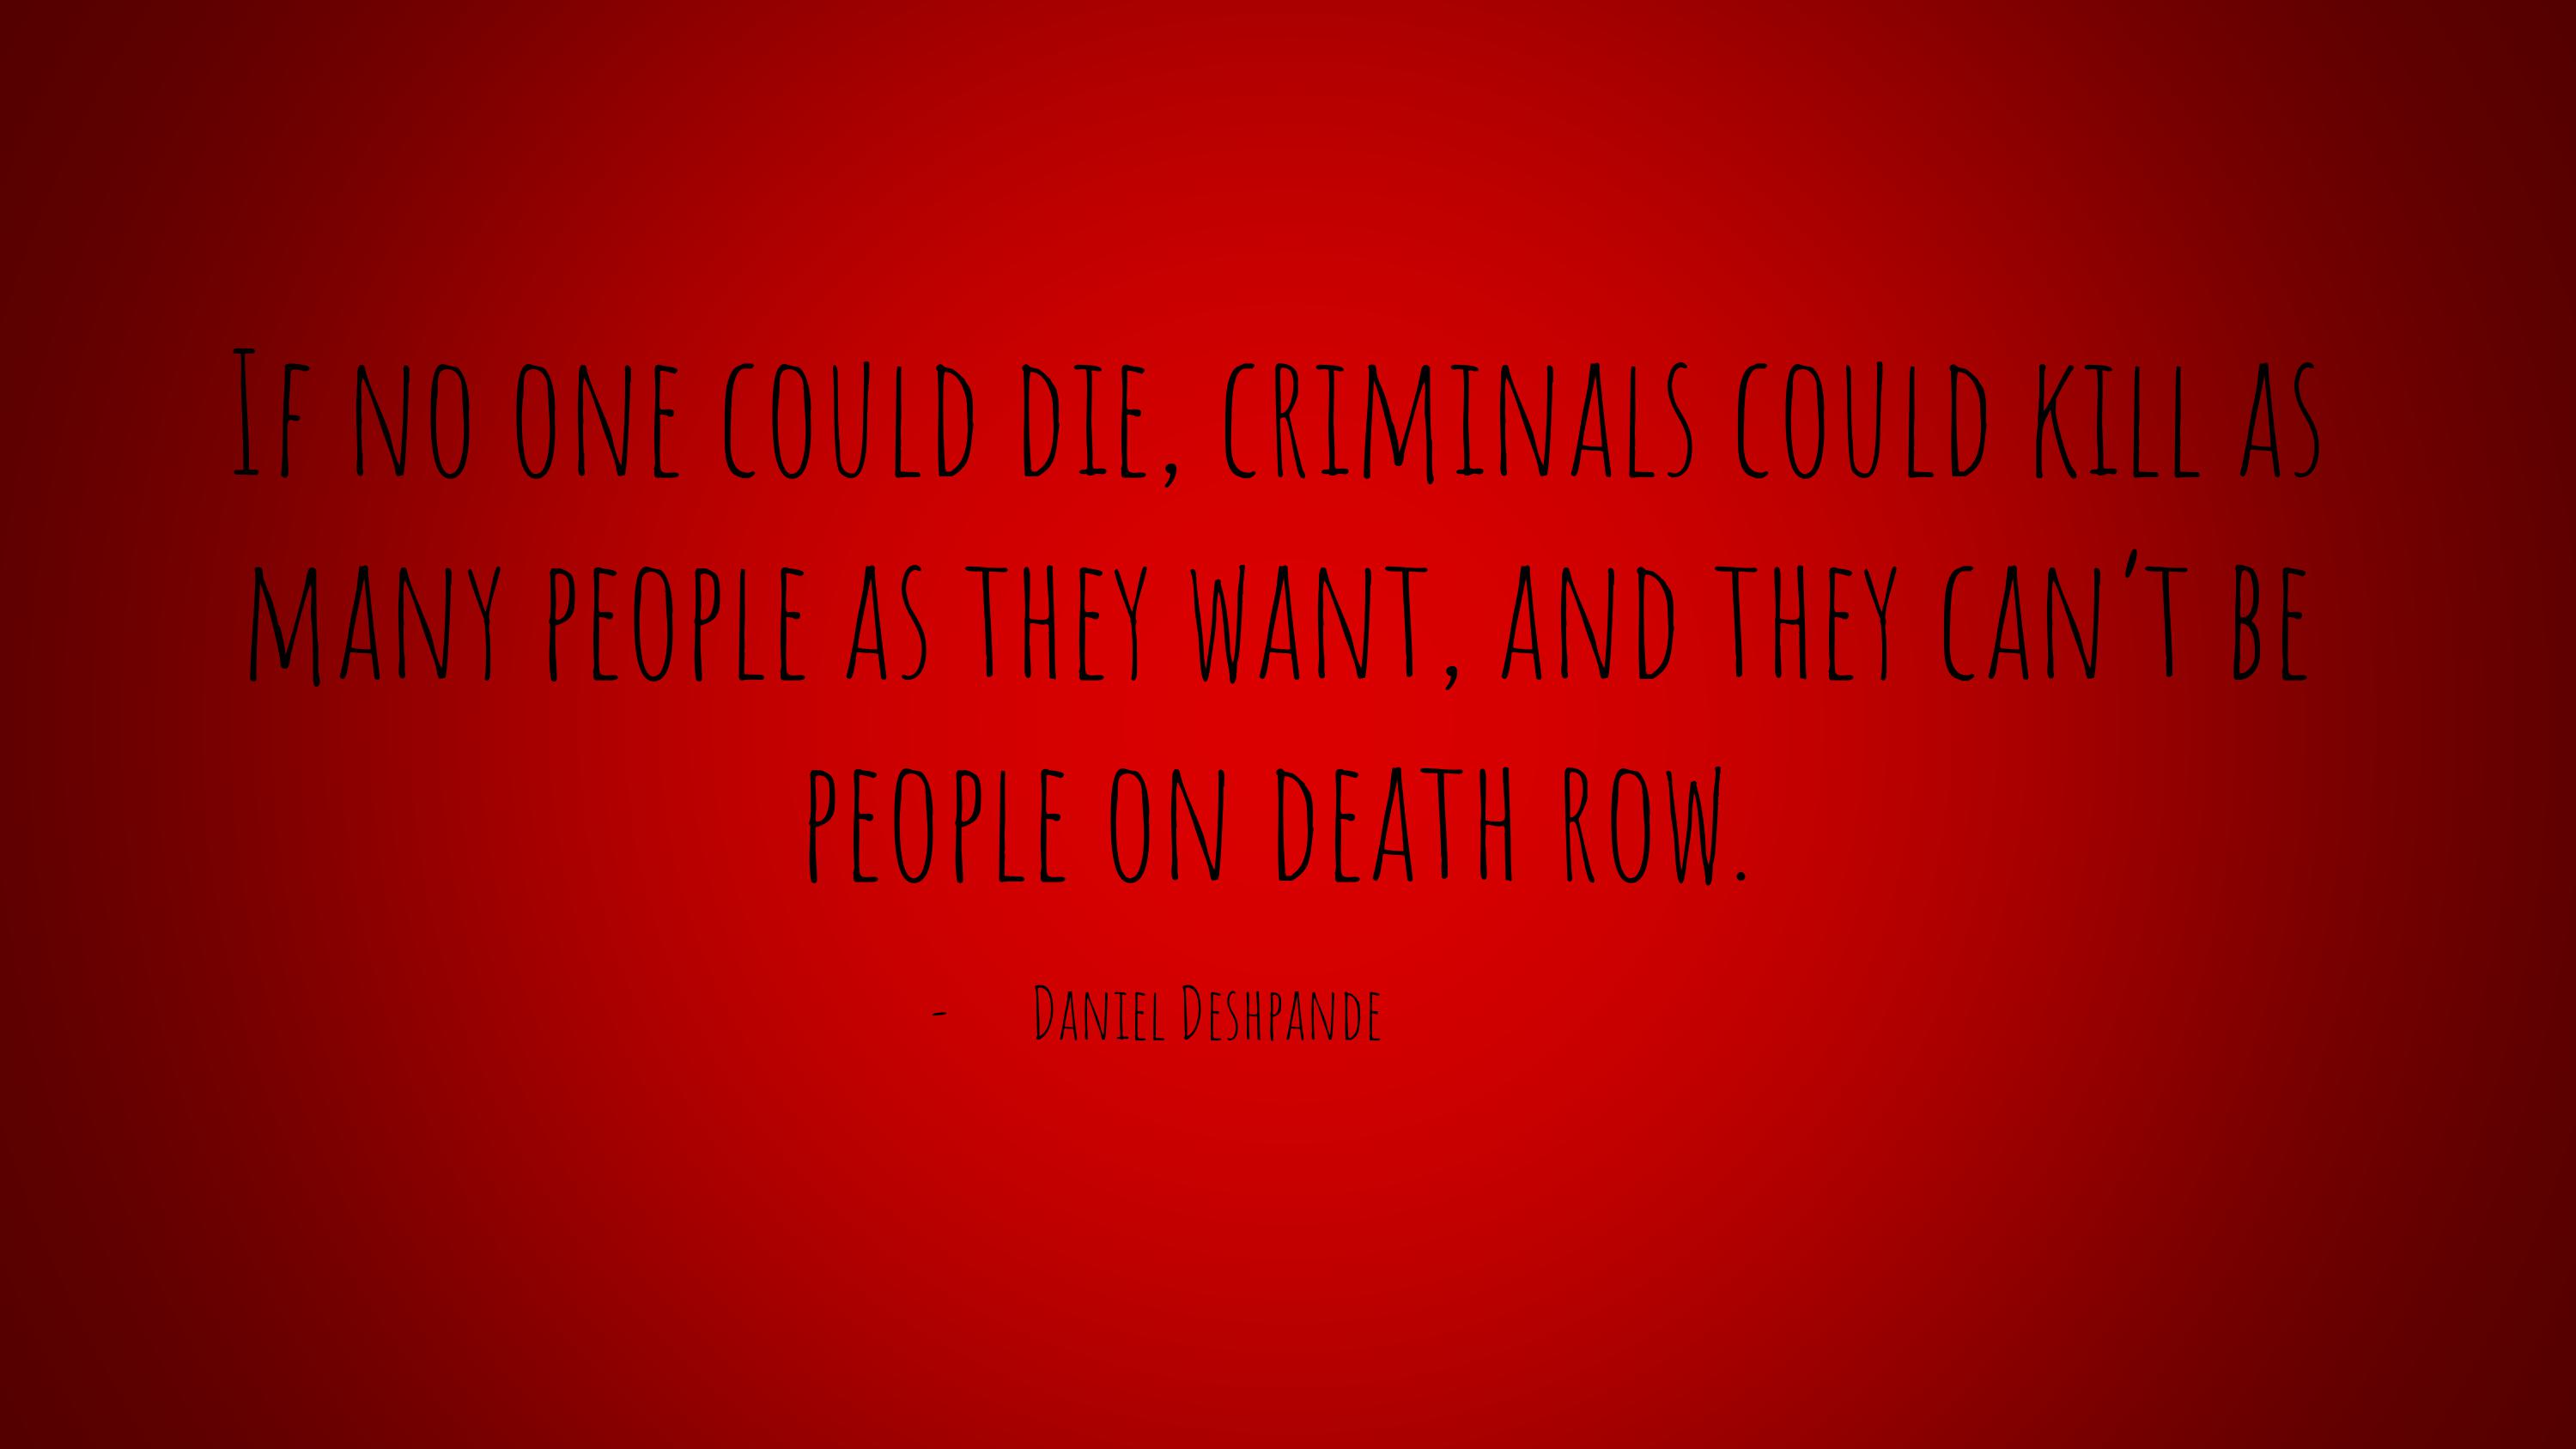 If no one could die, criminals could kill as
many people as they want, and they can't be
people on death row.
- Daniel Deshpande